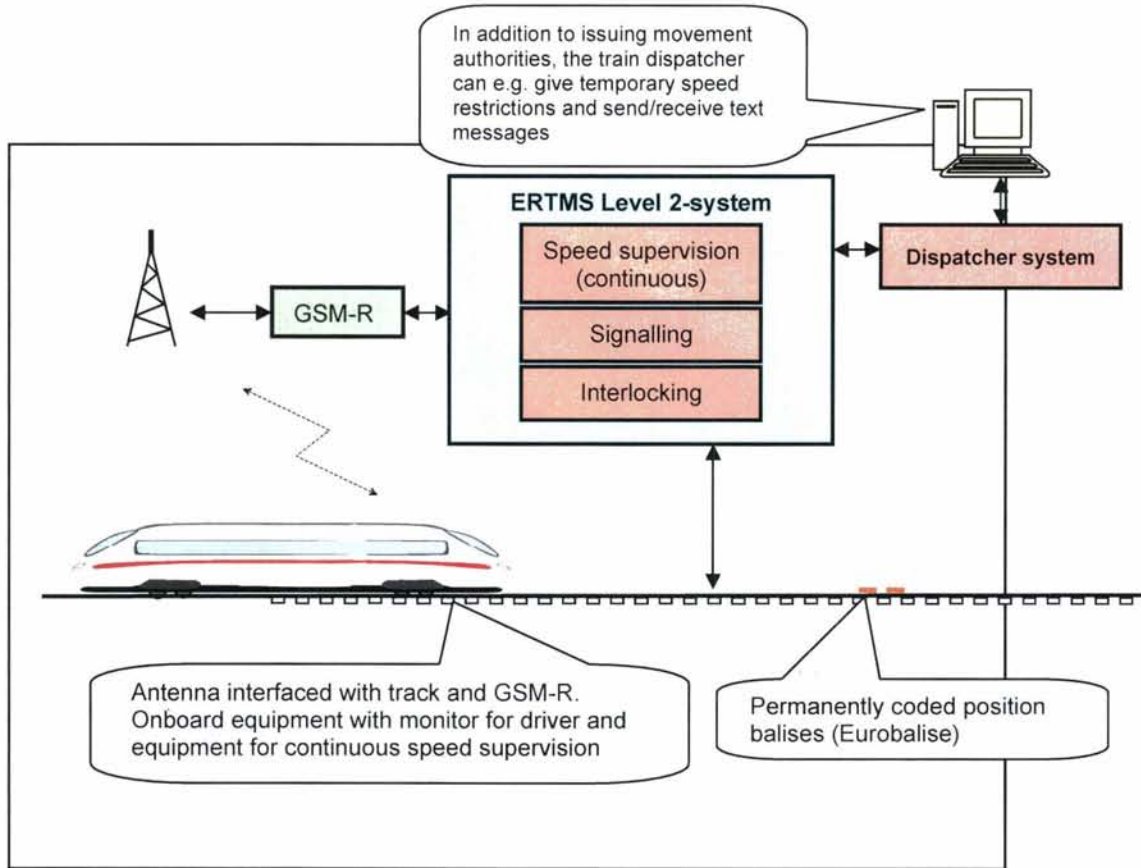 In addition to issuing movement
authorities, the train dispatcher
can e.g. give temporary speed
restrictions and send/receive text
messages
ERTMS Level 2-system
Speed supervision
(continuous)
Dispatcher system
GSM-R
Signalling
Interlocking
Antenna interfaced with track and GSM-R.
Onboard equipment with monitor for driver and
equipment for continuous speed supervision
Permanently coded position
balises (Eurobalise)